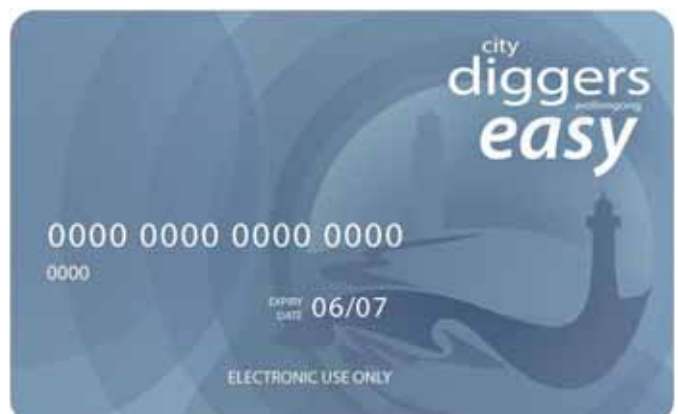 city
diggers
wollongong
easy
0000 0000 0000 0000
0000
EXPIRY
DATE 06/07
ELECTRONIC USE ONLY